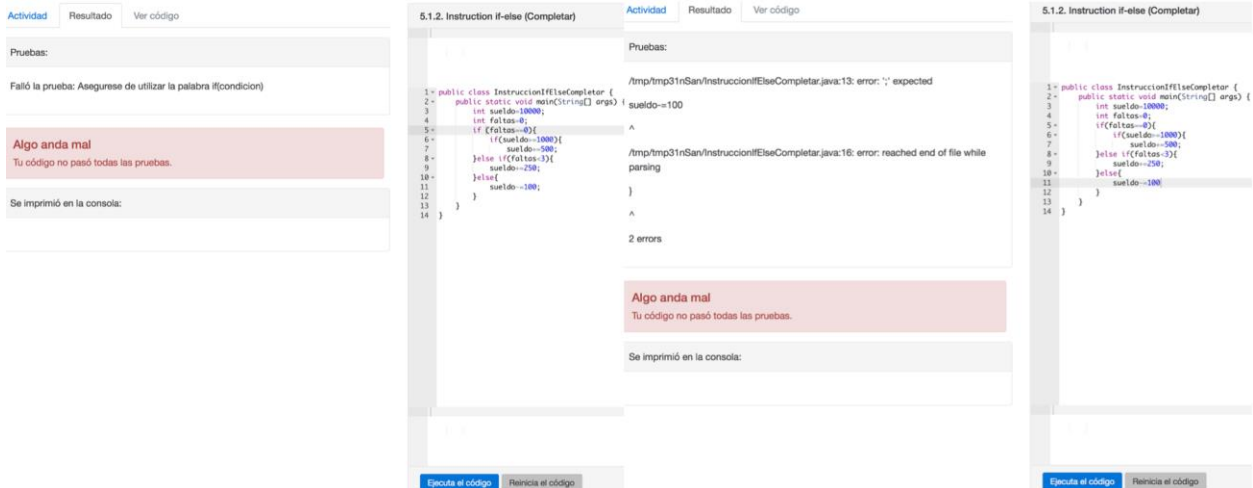 Actividad Resultado Ver código
Pruebas:
Falló la prueba: Asegurese de utilizar la palabra if(condicion)
Algo anda mal
Tu código no pasó todas las pruebas.
Se imprimió en la consola:
5.1.2. Instruction if-else (Completar)
1 public class InstruccionIfElseCompletar {
2 public static void main(String[] args) {
3 int sueldo=10000;
4 int faltas=0;
5 if (faltas==0){
6 if(sueldo>=1000){
7 sueldo+=500;
8 }else if(faltas<3){
9 sueldo+=250;
10 }else{
11 sueldo-=100;
12 }
13 }
14 }
Ejecuta el código Reinicia el código
Actividad Resultado Ver código
Pruebas:
/tmp/tmp31nSan/InstruccionIfElseCompletar.java:13: error: ';' expected
sueldo-=100
^
/tmp/tmp31nSan/InstruccionIfElseCompletar.java:16: error: reached end of file while
parsing
}
^
2 errors
Algo anda mal
Tu código no pasó todas las pruebas.
Se imprimió en la consola:
5.1.2. Instruction if-else (Completar)
1 public class InstruccionIfElseCompletar {
2 public static void main(String[] args) {
3 int sueldo=10000;
4 int faltas=0;
5 if(faltas==0){
6 if(sueldo>=1000){
7 sueldo+=500;
8 }else if(faltas<3){
9 sueldo+=250;
10 }else{
11 sueldo-=100
12 }
13 }
14 }
Ejecuta el código Reinicia el código